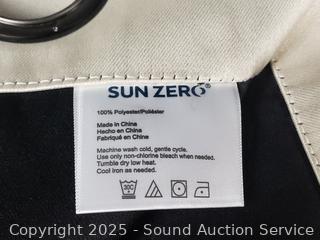 SUN ZERO®
100% Polyester/Poliéster
Made in China
Hecho en China
Fabriqué en China
Machine wash cold, gentle cycle.
Use only non-chlorine bleach when needed.
Tumble dry low heat.
Cool Iron as needed.
Copyright 2025 - Sound Auction Service